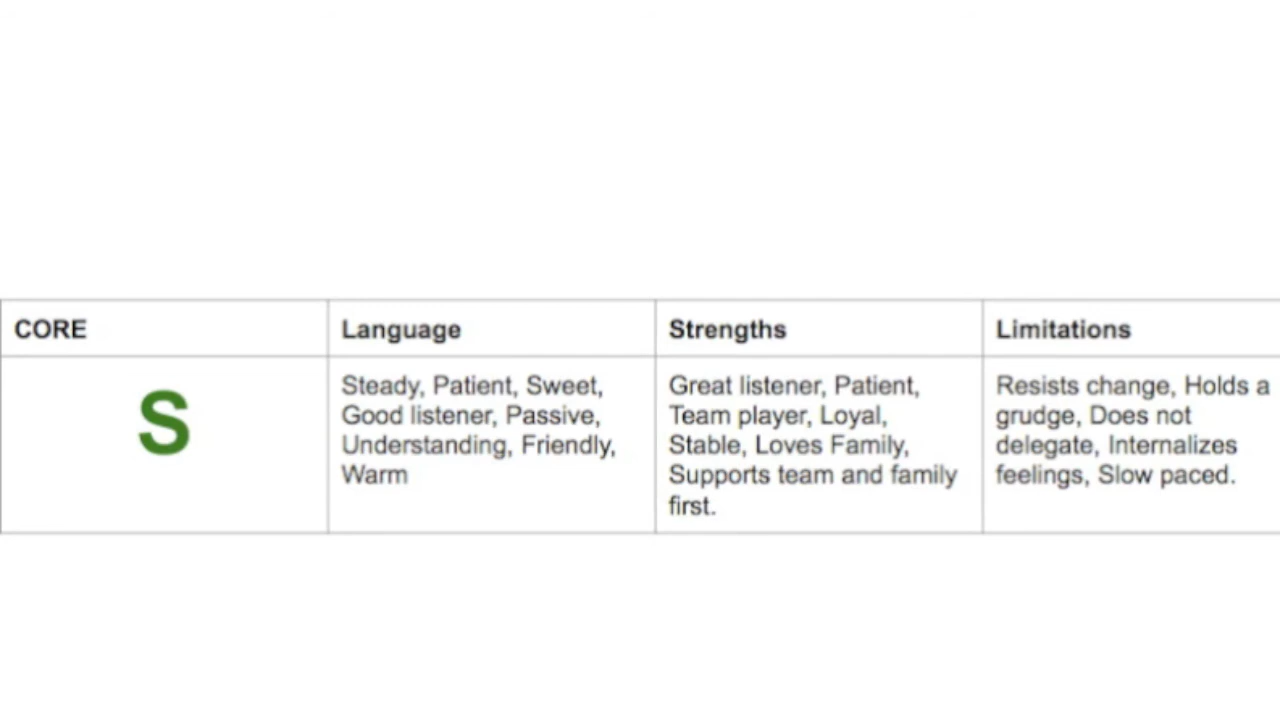 CORE
Language
Strengths
Limitations
S
Steady, Patient, Sweet,
Good listener, Passive,
Understanding, Friendly,
Warm
Great listener, Patient,
Team player, Loyal,
Stable, Loves Family,
Supports team and family
first.
Resists change, Holds a
grudge, Does not
delegate, Internalizes
feelings, Slow paced.